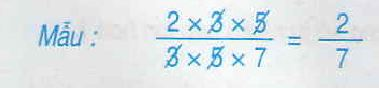 Mẫu : 2 × 3 × 5 / 3 × 5 × 7 = 2 / 7